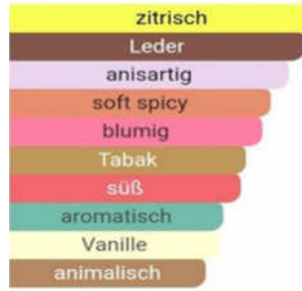 zitrisch
Leder
anisartig
soft spicy
blumig
Tabak
süß
aromatisch
Vanille
animalisch